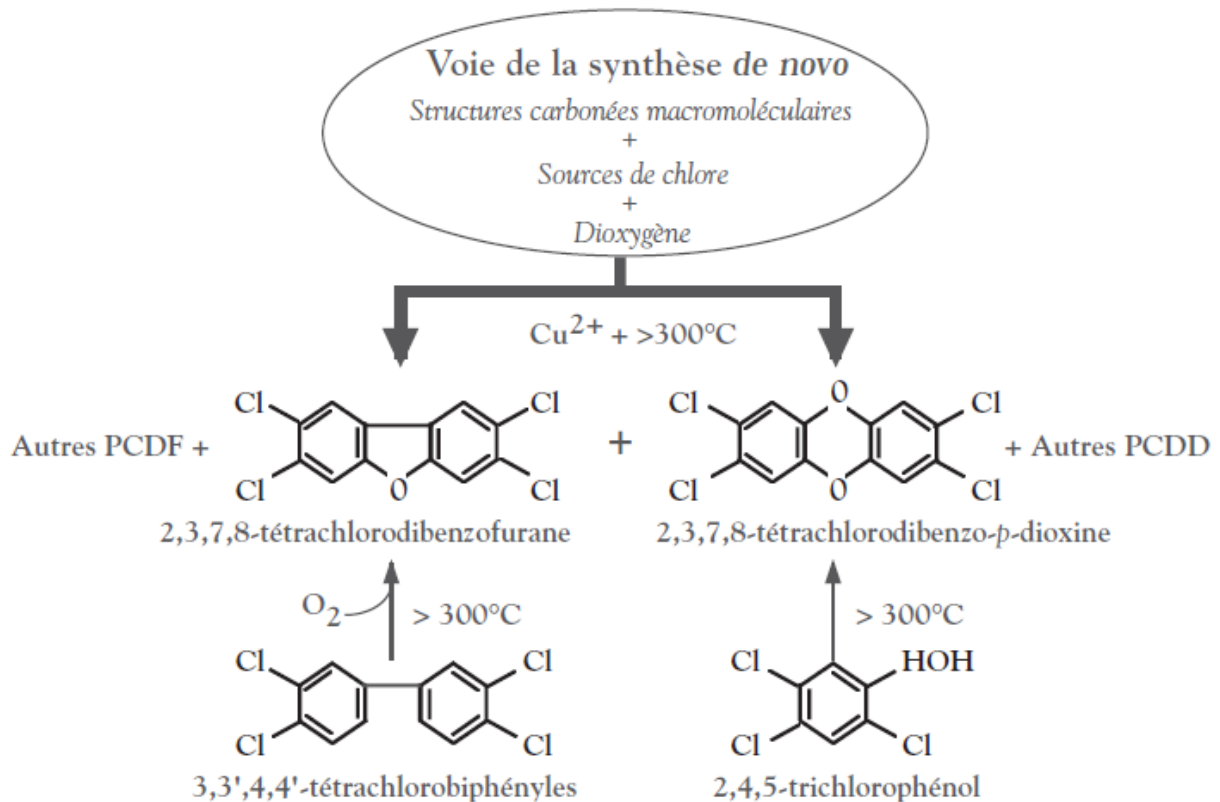 Voie de la synthèse de novo
Structures carbonées macromoléculaires
+
Sources de chlore
+
Dioxygène
Cu2+ + >300°C
Cl Cl Cl O Cl
Autres PCDF +
+
Cl Cl O O Cl Cl
+ Autres PCDD
2,3,7,8-tétrachlorodibenzofurane
2,3,7,8-tétrachlorodibenzo-p-dioxine
O2
> 300°C
> 300°C
Cl Cl Cl Cl
Cl HOH Cl Cl
3,3',4,4'-tétrachlorobiphényles
2,4,5-trichlorophénol